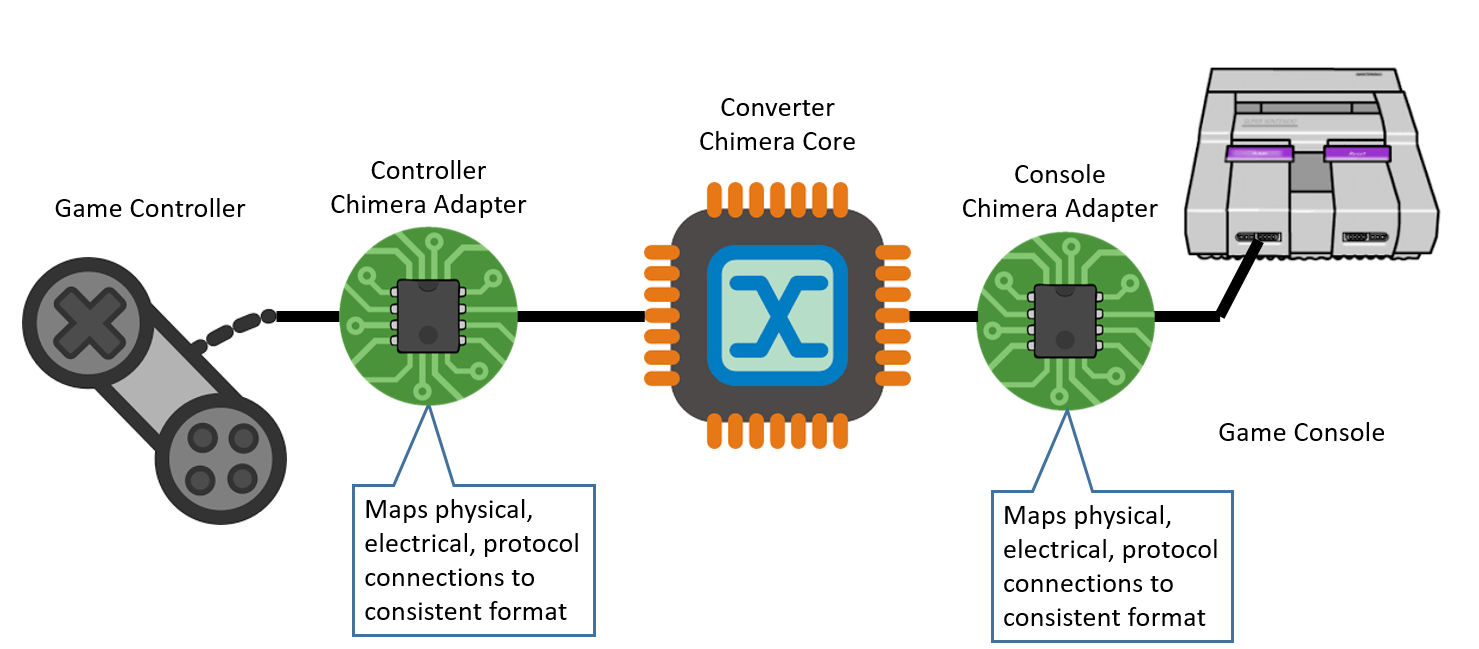 Converter
Chimera Core
Controller
Chimera Adapter
Console
Chimera Adapter
Game Controller
Game Console
Maps physical,
electrical, protocol
connections to
consistent format
Maps physical,
electrical, protocol
connections to
consistent format